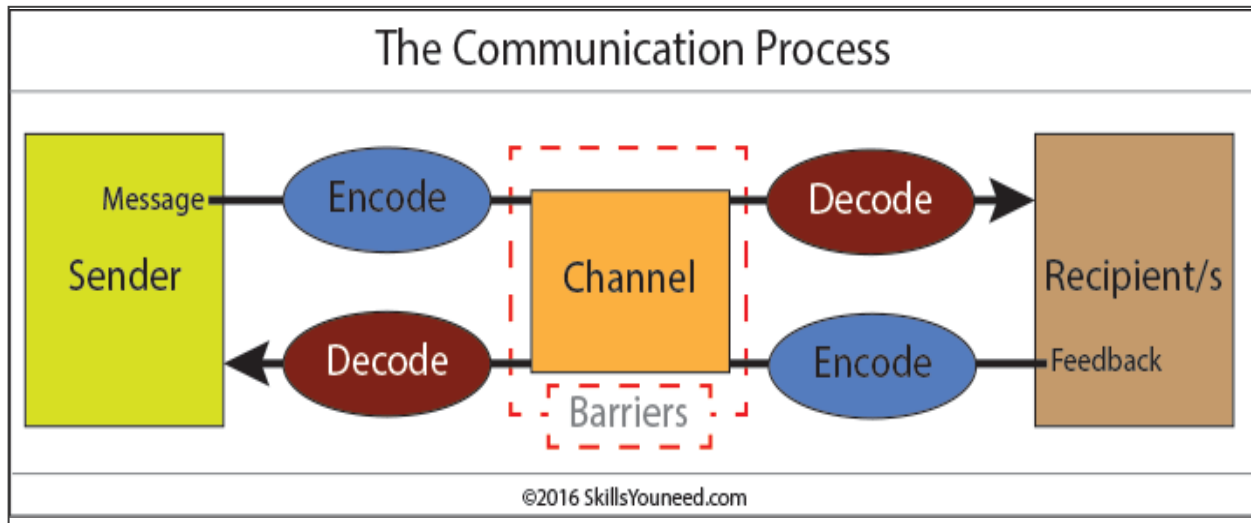 The Communication Process
Message
Encode
Decode
Sender
Channel
Recipient/s
Decode
Encode
Feedback
Barriers
©2016 SkillsYouneed.com